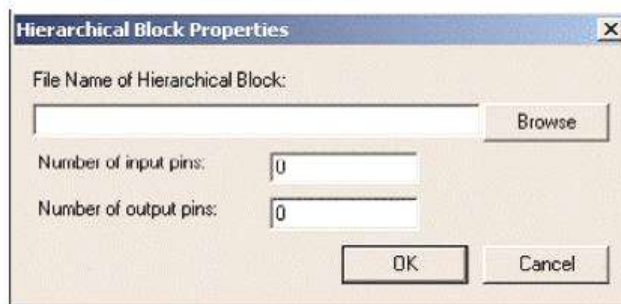 Hierarchical Block Properties
File Name of Hierarchical Block:
Browse
Number of input pins:
0
Number of output pins:
0
OK
Cancel